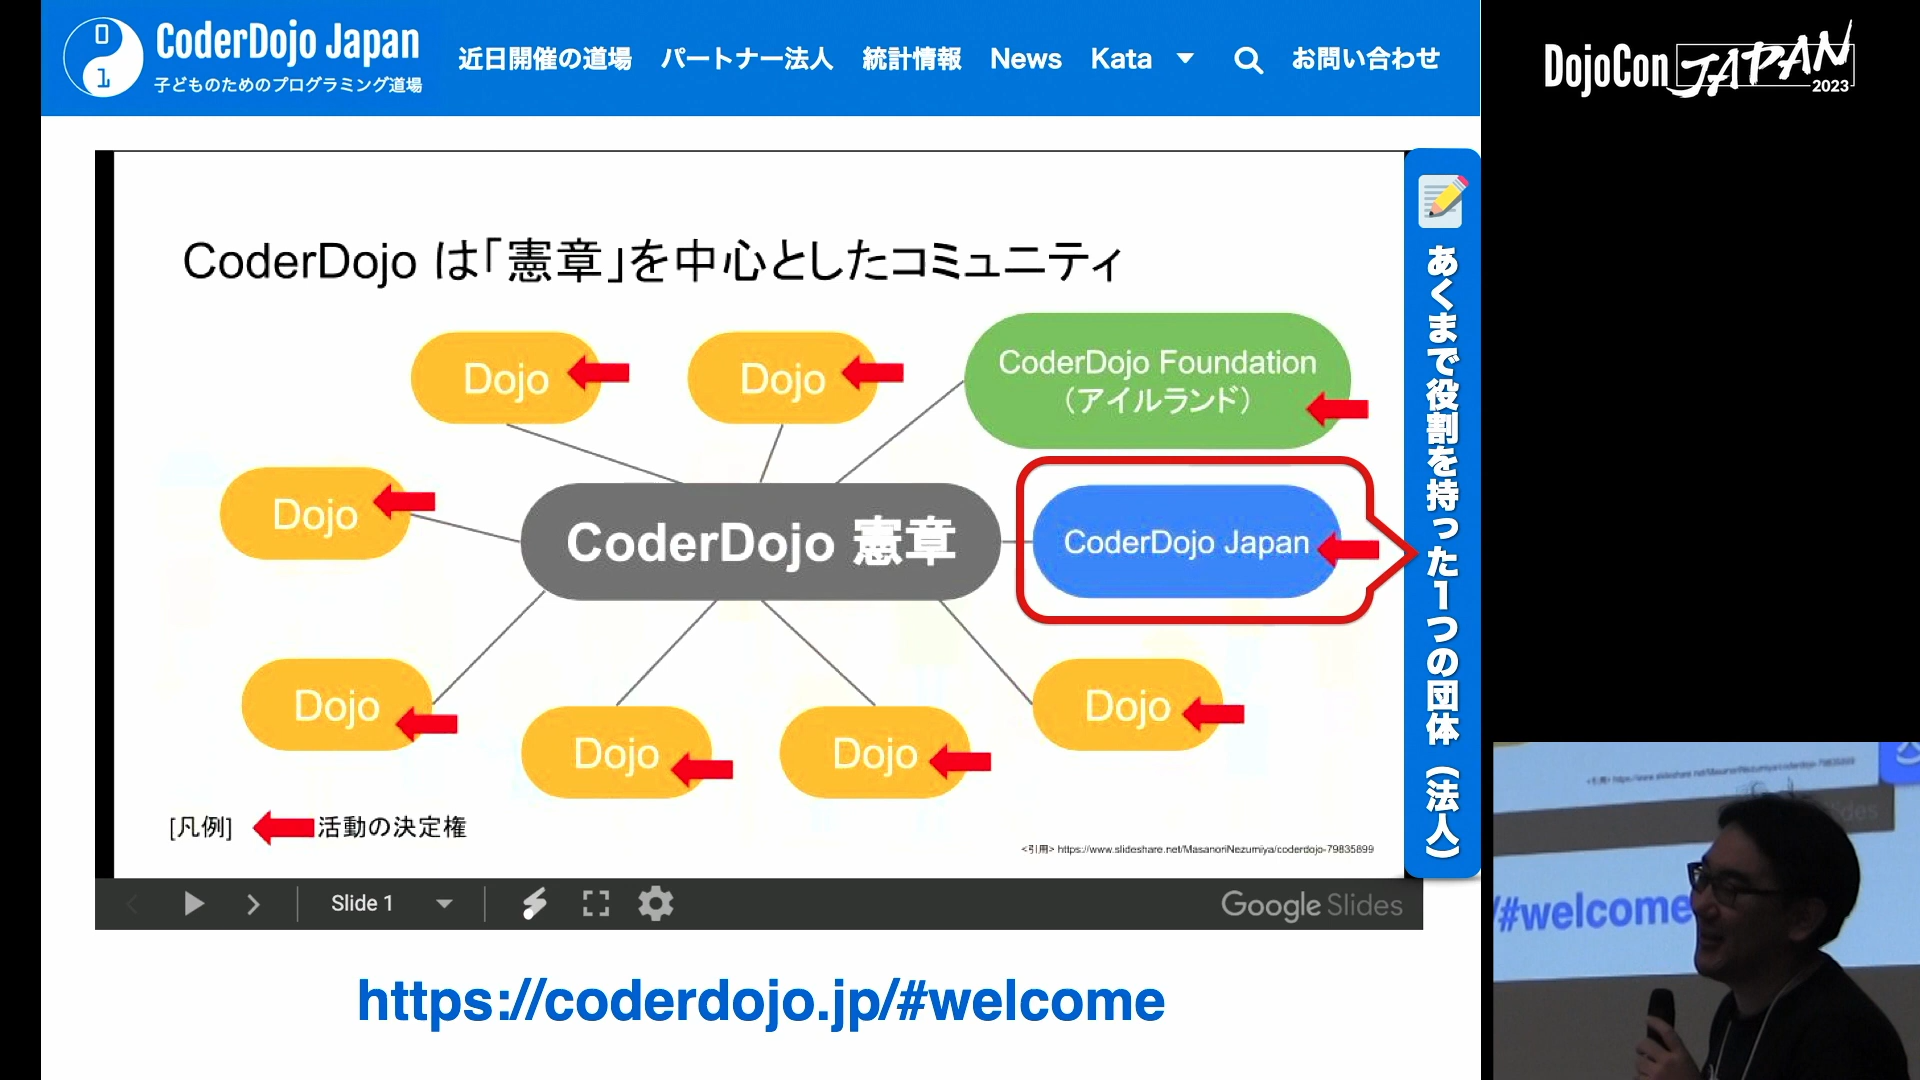 CoderDojo Japan
子どものためのプログラミング道場
近日開催の道場 パートナー法人 統計情報 News Kata お問い合わせ
DojoCon JAPAN 2023
CoderDojo は「憲章」を中心としたコミュニティ
Dojo
Dojo
CoderDojo Foundation
（アイルランド）
Dojo
CoderDojo 憲章
CoderDojo Japan
Dojo
Dojo
Dojo
Dojo
[凡例] 活動の決定権
<引用> https://www.slideshare.net/MasanoriNezumiya/coderdojo-79835899
あくまで役割を持った1つの団体（法人）
Slide 1
Google Slides
https://coderdojo.jp/#welcome
/#welcome